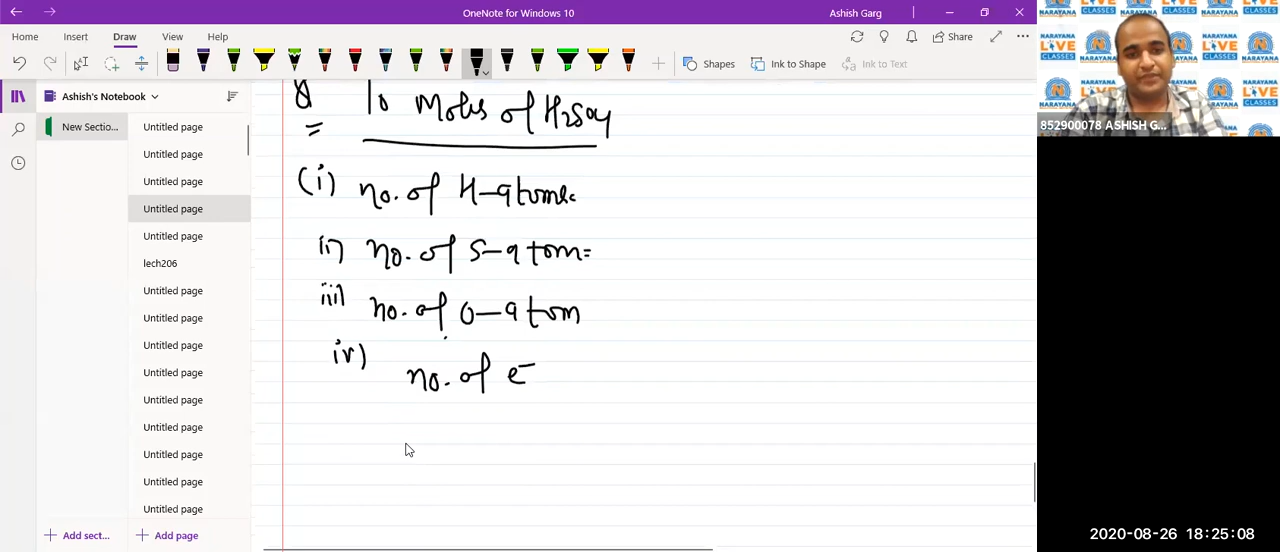 OneNote for Windows 10
Ashish Garg
Home Insert Draw View Help
Share
Shapes
Ink to Shape
Ink to Text
Ashish's Notebook
New Sectio...
Untitled page
Untitled page
Untitled page
Untitled page
Untitled page
lech206
Untitled page
Untitled page
Untitled page
Untitled page
Untitled page
Untitled page
Untitled page
Untitled page
Untitled page
Add sect...
Add page
Q 10 Moles of H2SO4
(i) no. of H-atoms
ii) no. of S-atom=
iii) no. of O-atom
iv) no. of e-
NARAYANA
LIVE
CLASSES
852900078 ASHISH G...
2020-08-26 18:25:08